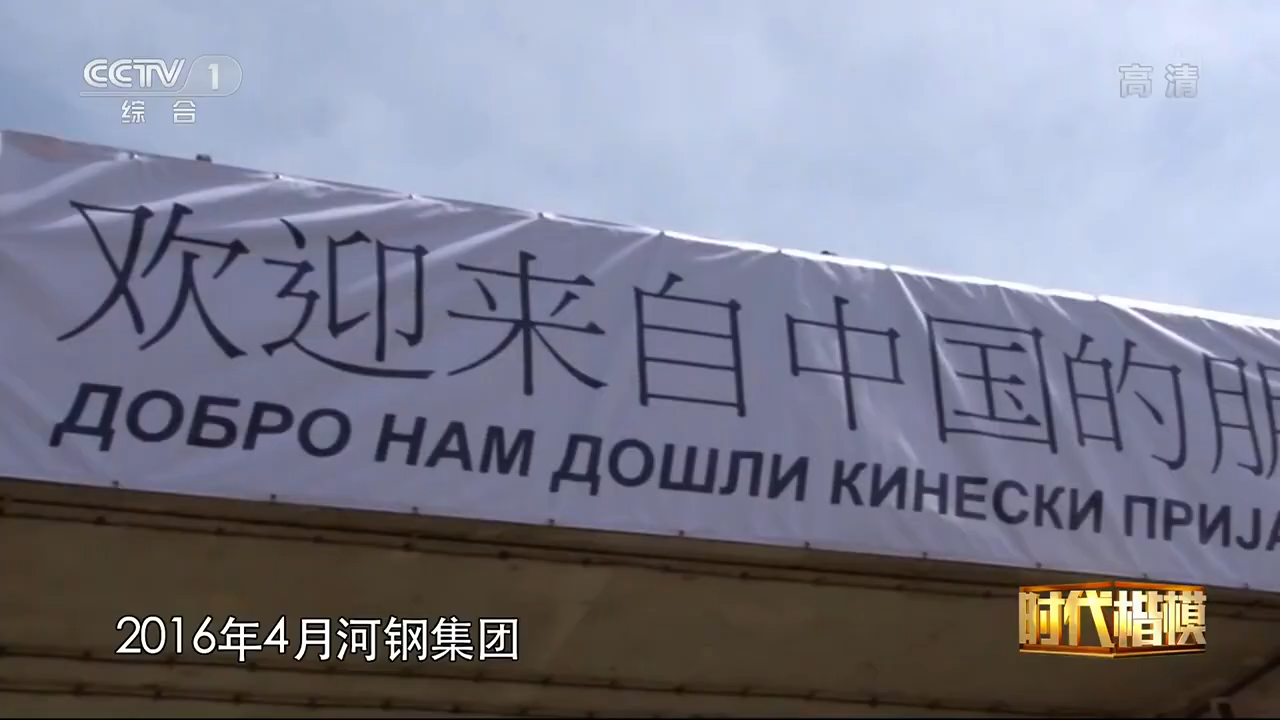 CCTV 1
综合
高清
欢迎来自中国的
ДОБРО НАМ ДОШЛИ КИНЕСКИ ПРИЈА
2016年4月河钢集团
时代楷模